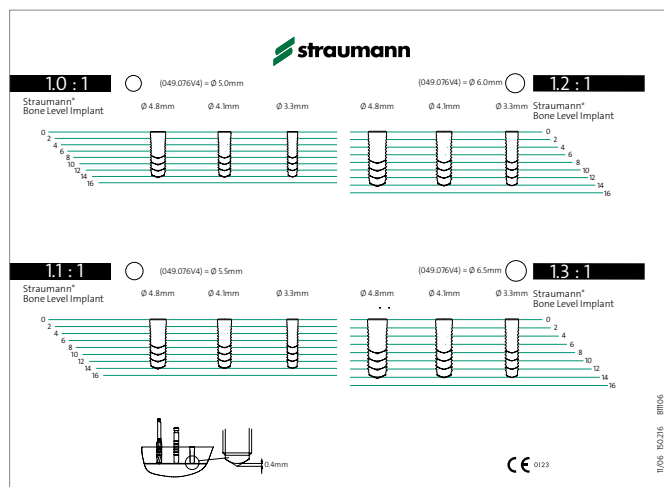 straumann
1.0 : 1
(049.076V4) = Ø 5.0mm
Straumann®
Bone Level Implant
Ø 4.8mm Ø 4.1mm Ø 3.3mm
0
2
4
6
8
10
12
14
16
(049.076V4) = Ø 6.0mm
1.2 : 1
Ø 4.8mm Ø 4.1mm Ø 3.3mm
Straumann®
Bone Level Implant
0
2
4
6
8
10
12
14
16
1.1 : 1
(049.076V4) = Ø 5.5mm
Straumann®
Bone Level Implant
Ø 4.8mm Ø 4.1mm Ø 3.3mm
0
2
4
6
8
10
12
14
16
(049.076V4) = Ø 6.5mm
1.3 : 1
Ø 4.8mm Ø 4.1mm Ø 3.3mm
Straumann®
Bone Level Implant
0
2
4
6
8
10
12
14
16
0.4mm
CE 0123
11/06 150.216 B11106